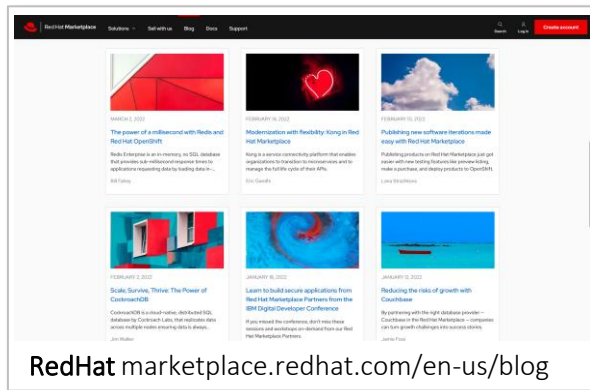 Red Hat Marketplace
Solutions
Sell with us
Blog
Docs
Support
Search
Log in
Create account
MARCH 2, 2022
The power of a millisecond with Redis and
Red Hat OpenShift
Redis Enterprise is an in-memory, no SQL database
that provides sub-millisecond response times to
applications requesting data by loading data in-...
Bill Fahey
FEBRUARY 16, 2022
Modernization with flexibility: Kong in Red
Hat Marketplace
Kong is a service connectivity platform that enables
organizations to transition to microservices and to
manage the full life cycle of their APIs.
Eric Gandhi
FEBRUARY 10, 2022
Publishing new software iterations made
easy with Red Hat Marketplace
Publishing products on Red Hat Marketplace just got
easier with new testing features like preview listing,
make a purchase, and deploy products to OpenShift.
FEBRUARY 2, 2022
Scale, Survive, Thrive: The Power of
CockroachDB
CockroachDB is a cloud-native, distributed SQL
database by Cockroach Labs, that replicates data
across multiple nodes ensuring data is always..
Jim Walker
JANUARY 18, 2022
Learn to build secure applications from
Red Hat Marketplace Partners from the
IBM Digital Developer Conference
If you missed the conference, don't miss these
sessions and workshops on-demand from our Red
Hat Marketplace Partners.
JANUARY 12, 2022
Reducing the risks of growth with
Couchbase
By partnering with the right database provider –
Couchbase in the Red Hat Marketplace – companies
can turn growth challenges into success stories.
RedHat marketplace.redhat.com/en-us/blog